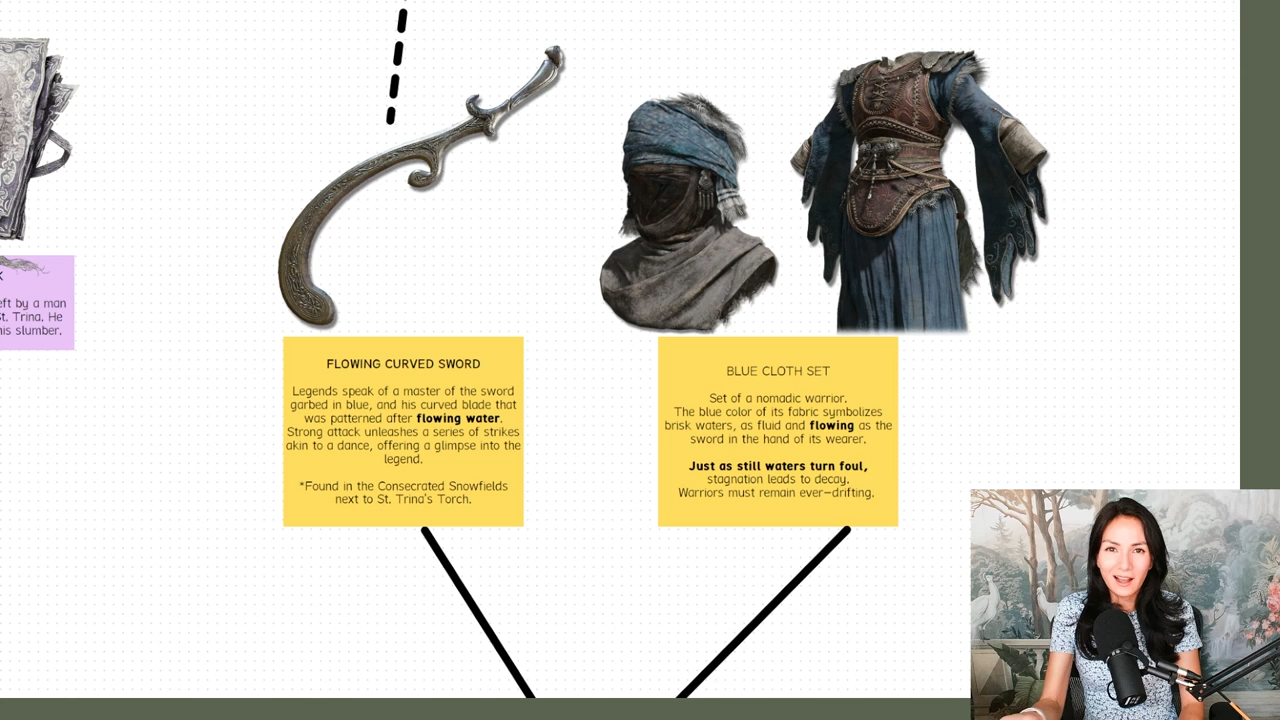 K
eft by a man
St. Trina. He
his slumber.
FLOWING CURVED SWORD
Legends speak of a master of the sword
garbed in blue, and his curved blade that
was patterned after flowing water.
Strong attack unleashes a series of strikes
akin to a dance, offering a glimpse into the
legend.
*Found in the Consecrated Snowfields
next to St. Trina's Torch.
BLUE CLOTH SET
Set of a nomadic warrior.
The blue color of its fabric symbolizes
brisk waters, as fluid and flowing as the
sword in the hand of its wearer.
Just as still waters turn foul,
stagnation leads to decay.
Warriors must remain ever-drifting.